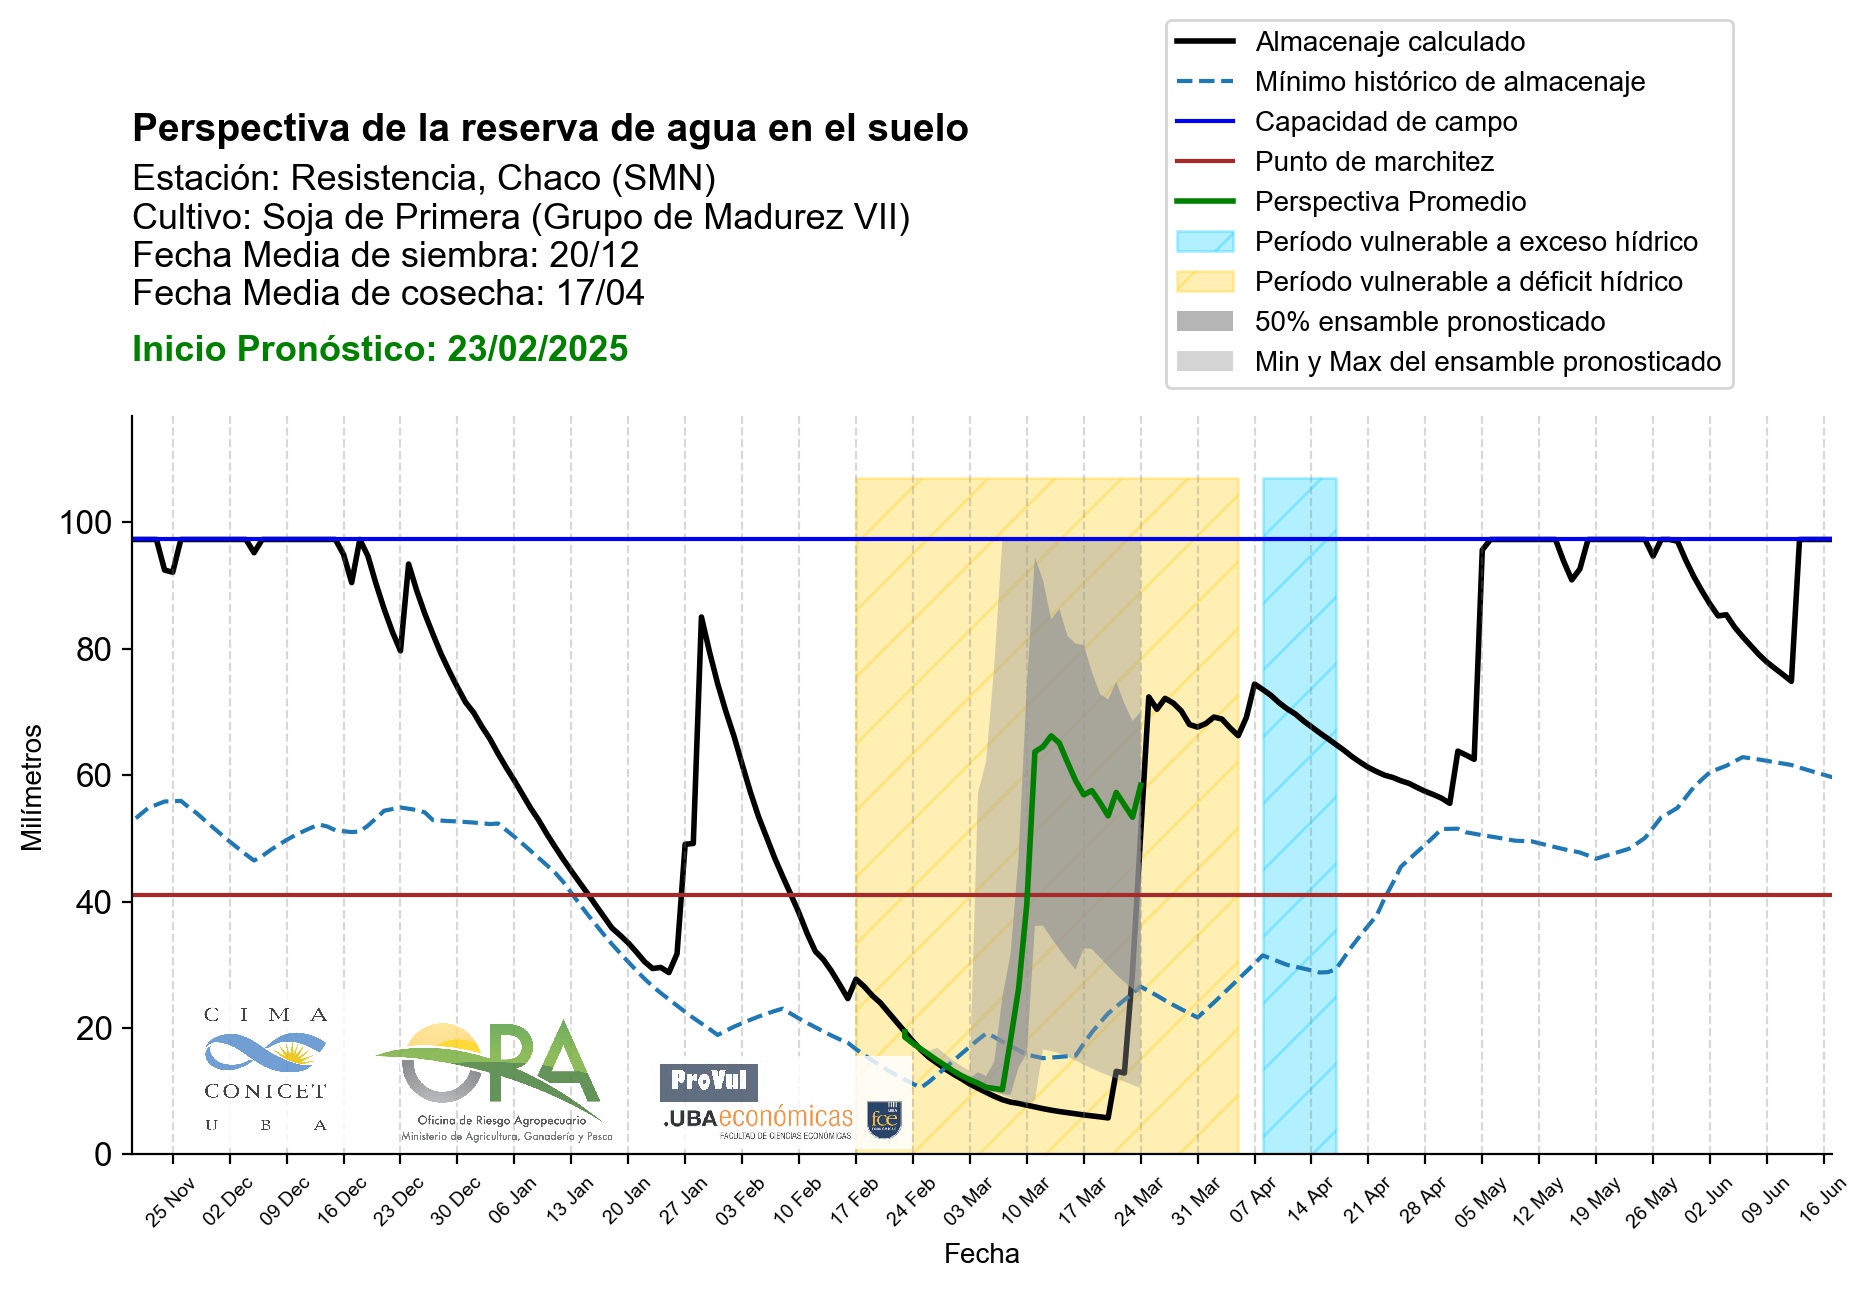 Almacenaje calculado
Mínimo histórico de almacenaje
Capacidad de campo
Punto de marchitez
Perspectiva Promedio
Período vulnerable a exceso hídrico
Período vulnerable a déficit hídrico
50% ensamble pronosticado
Min y Max del ensamble pronosticado
Perspectiva de la reserva de agua en el suelo
Estación: Resistencia, Chaco (SMN)
Cultivo: Soja de Primera (Grupo de Madurez VII)
Fecha Media de siembra: 20/12
Fecha Media de cosecha: 17/04
Inicio Pronóstico: 23/02/2025
Milímetros
100
80
60
40
20
0
CIMA
CONICET
UBA
ORA
Oficina de Riesgo Agropecuario
Ministerio de Agricultura, Ganadería y Pesca
ProVul
.UBAeconómicas
FACULTAD DE CIENCIAS ECONÓMICAS
fce
25 Nov
02 Dec
09 Dec
16 Dec
23 Dec
30 Dec
06 Jan
13 Jan
20 Jan
27 Jan
03 Feb
10 Feb
17 Feb
24 Feb
03 Mar
10 Mar
17 Mar
24 Mar
31 Mar
07 Apr
14 Apr
21 Apr
28 Apr
05 May
12 May
19 May
26 May
02 Jun
09 Jun
16 Jun
Fecha